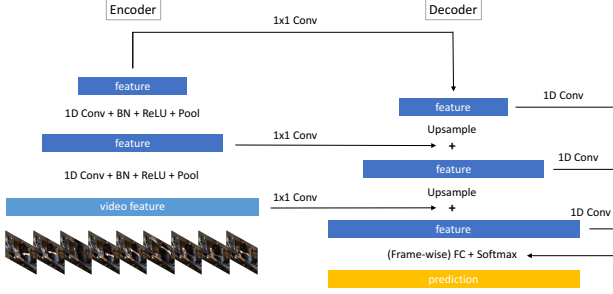 Encoder
Decoder
1x1 Conv
feature
1D Conv + BN + ReLU + Pool
feature
1x1 Conv
1D Conv + BN + ReLU + Pool
video feature
1x1 Conv
feature
1D Conv
Upsample
+
feature
1D Conv
Upsample
+
feature
1D Conv
(Frame-wise) FC + Softmax
prediction